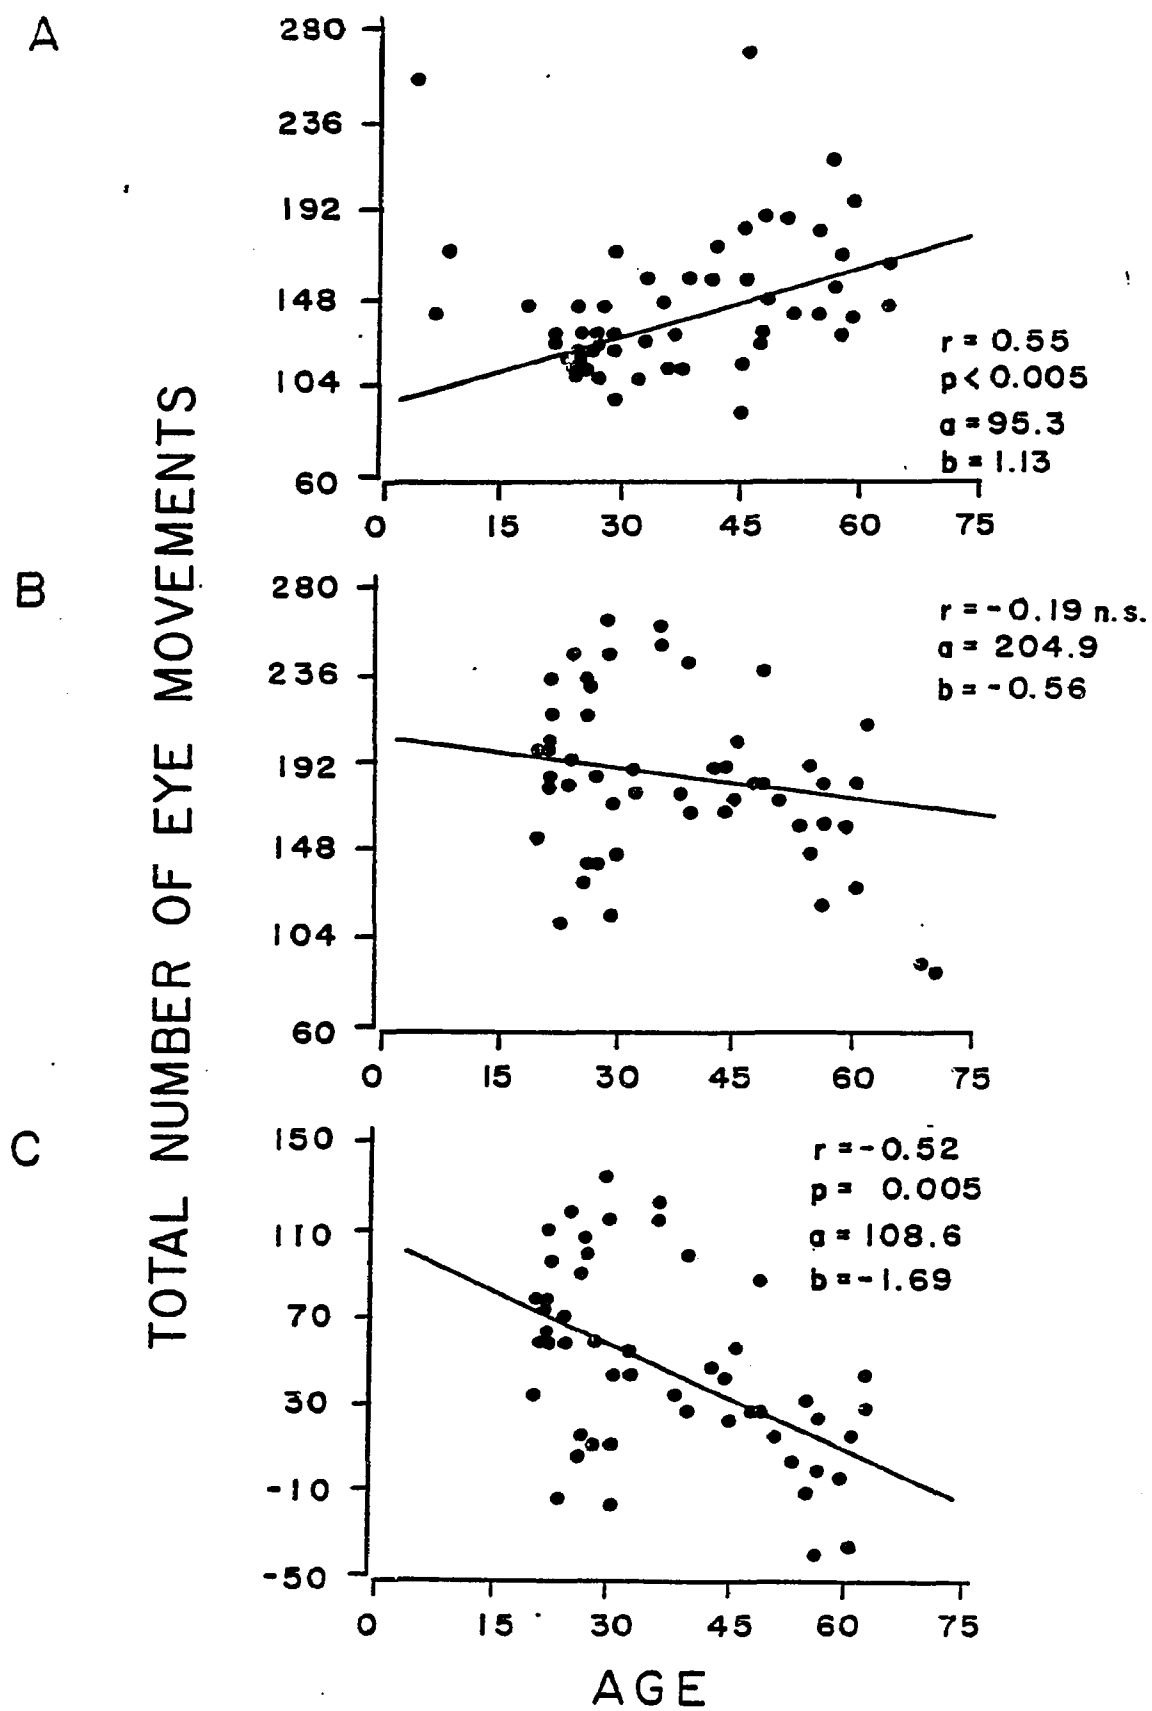 A
280
236
192
148
104
60
0 15 30 45 60 75
r = 0.55
p < 0.005
a = 95.3
b = 1.13
TOTAL NUMBER OF EYE MOVEMENTS
B
280
236
192
148
104
60
0 15 30 45 60 75
r = -0.19 n.s.
a = 204.9
b = -0.56
C
150
110
70
30
-10
-50
0 15 30 45 60 75
r = -0.52
p = 0.005
a = 108.6
b = -1.69
AGE